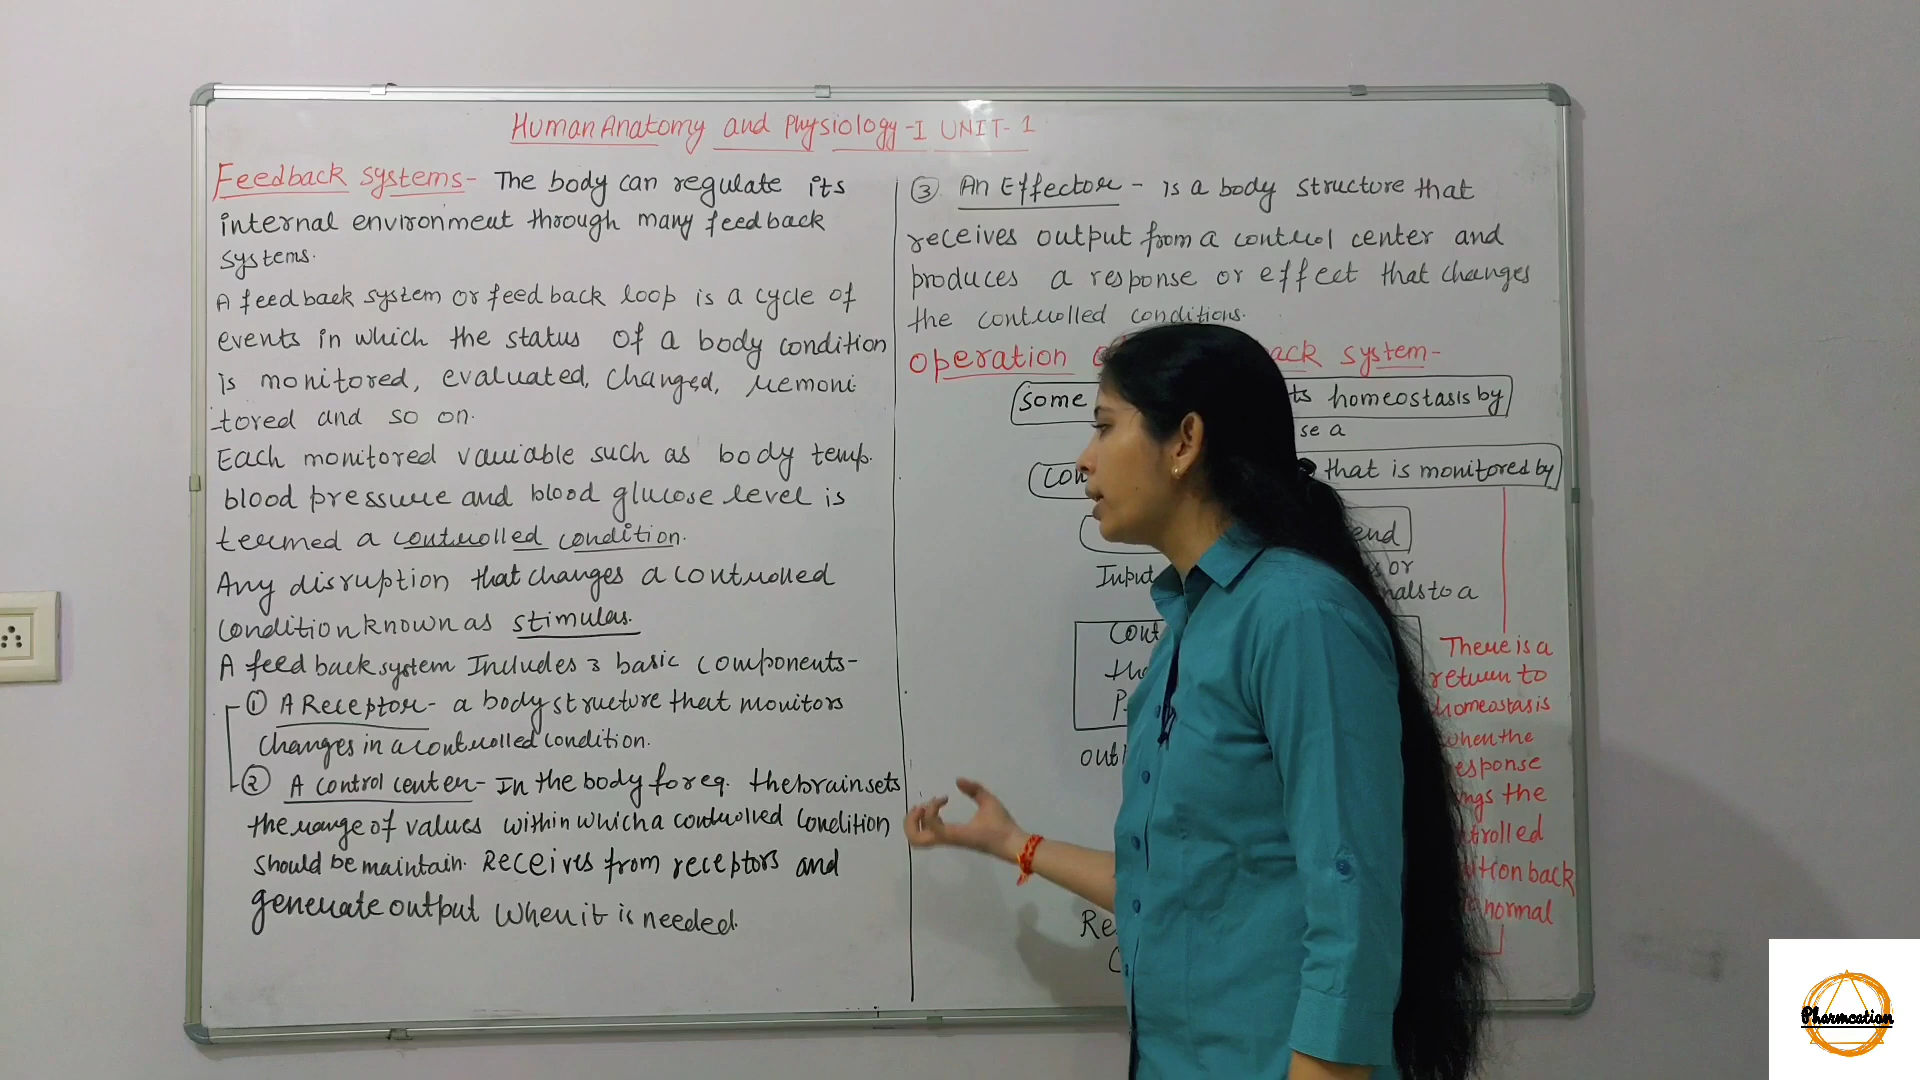 Human Anatomy and Physiology-I UNIT-1
Feedback systems- The body can regulate its
internal environment through many feedback
systems.
A feedback system or feedback loop is a cycle of
events in which the status of a body condition
is monitored, evaluated, changed, remoni
tored and so on.
Each monitored variable such as body temp.
blood pressure and blood glucose level is
termed a controlled condition.
Any disruption that changes a controlled
condition known as stimulas.
A feedback system Includes 3 basic components-
① A Receptor- a body structure that monitors
changes in a controlled condition.
② A control center- In the body for eg. the brain sets
the range of values within which a controlled condition
should be maintain. Receives from receptors and
generate output when it is needed.
③ An Effector- is a body structure that
receives output from a control center and
produces a response or effect that changes
the controlled conditions.
operation system-
some homeostasis by
a
that is monitored by
Input or
to a
There is a
return to
homeostasis
when the
the
back
normal
Pharmcation